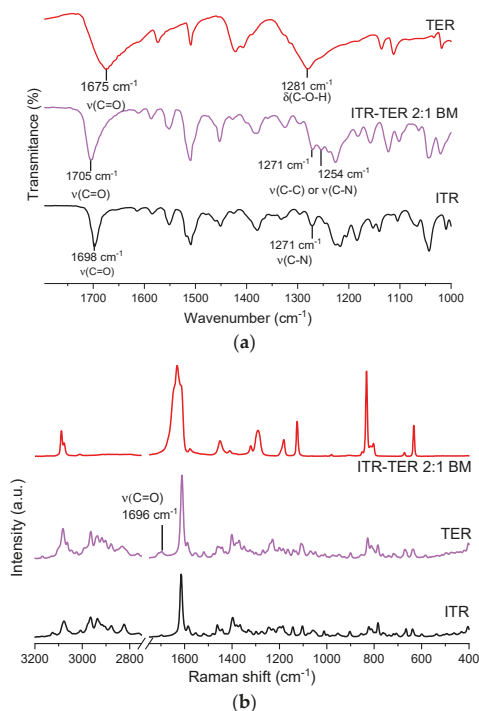 (a)
TER
1675 cm⁻¹
ν(C=O)
1281 cm⁻¹
δ(C-O-H)
ITR-TER 2:1 BM
1705 cm⁻¹
ν(C=O)
1271 cm⁻¹
1254 cm⁻¹
ν(C-C) or ν(C-N)
ITR
1698 cm⁻¹
ν(C=O)
1271 cm⁻¹
ν(C-N)
Transmitance (%)
1700 1600 1500 1400 1300 1200 1100 1000
Wavenumber (cm⁻¹)
(a)
ITR-TER 2:1 BM
ν(C=O)
1696 cm⁻¹
TER
ITR
Intensity (a.u.)
3200 3000 2800 1600 1400 1200 1000 800 600 400
Raman shift (cm⁻¹)
(b)